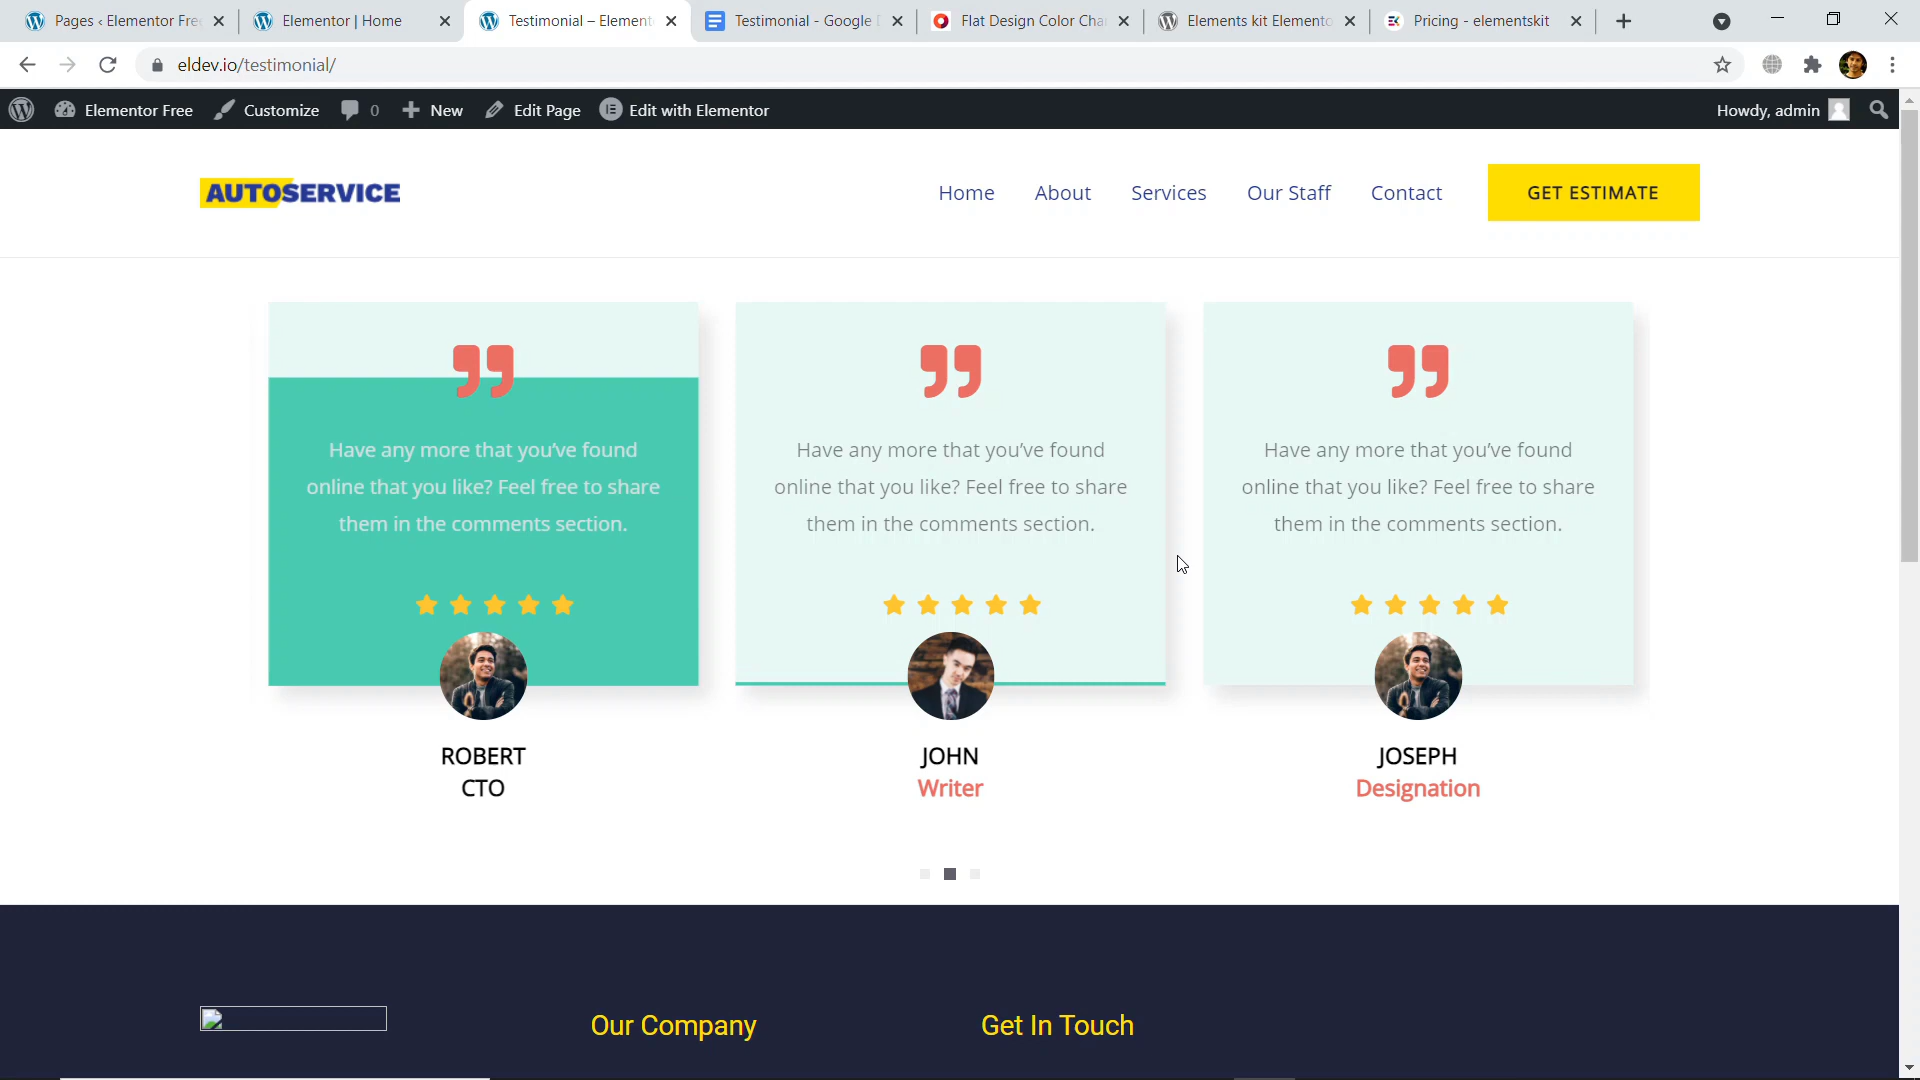 Pages ‹ Elementor Fre
Elementor | Home
Testimonial – Element
Testimonial - Google
Flat Design Color Cha
Elements kit Elemento
Pricing - elementskit
eldev.io/testimonial/
Elementor Free
Customize
0
New
Edit Page
Edit with Elementor
Howdy, admin
AUTOSERVICE
Home
About
Services
Our Staff
Contact
GET ESTIMATE
Have any more that you’ve found
online that you like? Feel free to share
them in the comments section.
ROBERT
CTO
Have any more that you’ve found
online that you like? Feel free to share
them in the comments section.
JOHN
Writer
Have any more that you’ve found
online that you like? Feel free to share
them in the comments section.
JOSEPH
Designation
Our Company
Get In Touch